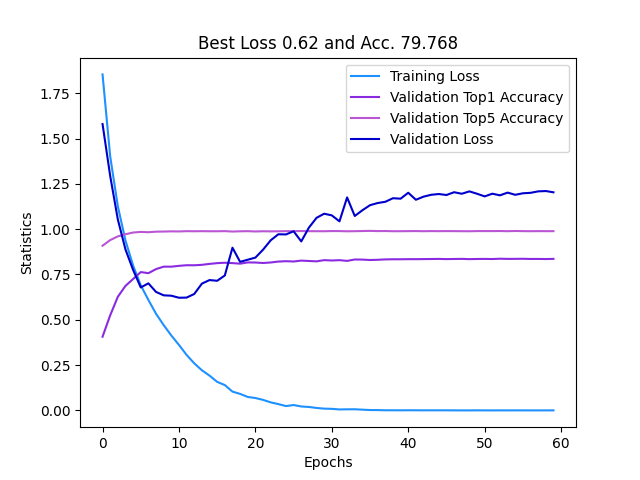 Best Loss 0.62 and Acc. 79.768
Training Loss
Validation Top1 Accuracy
Validation Top5 Accuracy
Validation Loss
Statistics
1.75
1.50
1.25
1.00
0.75
0.50
0.25
0.00
0 10 20 30 40 50 60
Epochs